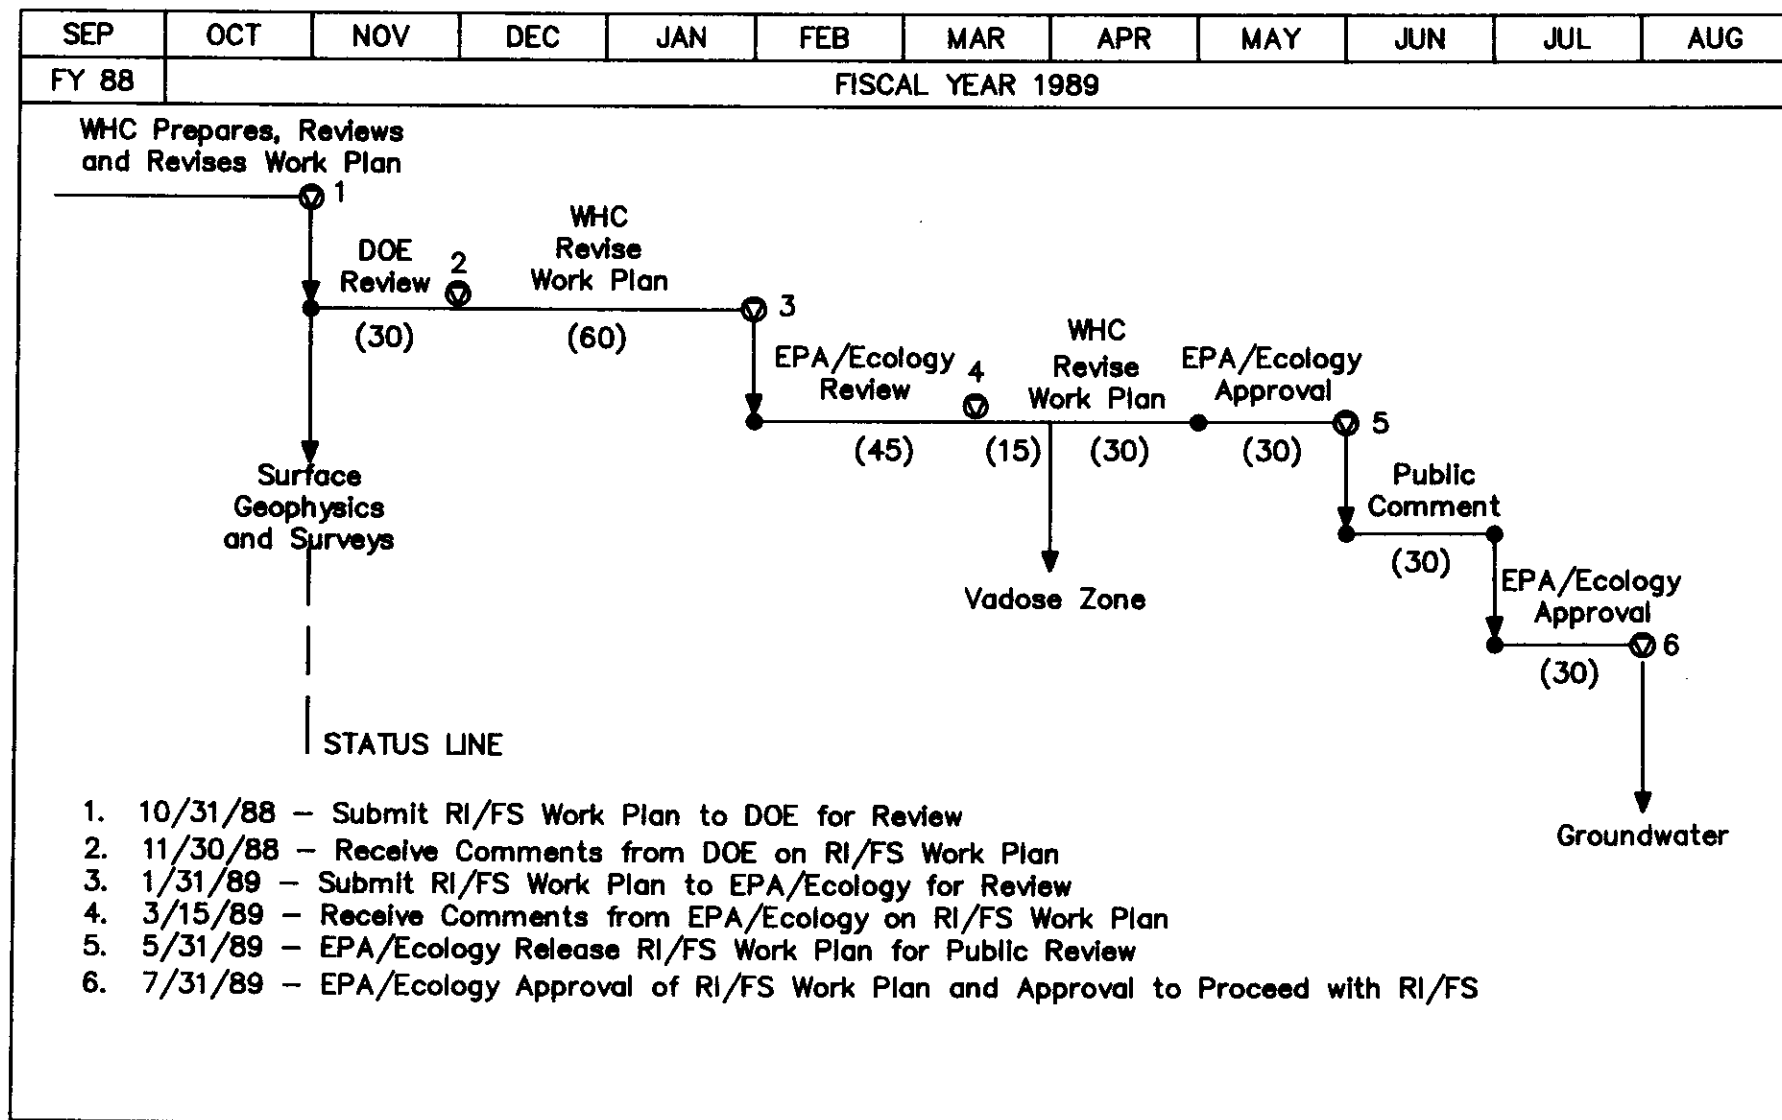 SEP OCT NOV DEC JAN FEB MAR APR MAY JUN JUL AUG
FY 88 FISCAL YEAR 1989
WHC Prepares, Reviews
and Revises Work Plan
1
DOE
Review
2
WHC
Revise
Work Plan
3
(30)
(60)
EPA/Ecology
Review
4
WHC
Revise
Work Plan
EPA/Ecology
Approval
5
(45)
(15)
(30)
(30)
Surface
Geophysics
and Surveys
Public
Comment
(30)
Vadose Zone
EPA/Ecology
Approval
6
(30)
STATUS LINE
Groundwater
1. 10/31/88 – Submit RI/FS Work Plan to DOE for Review
2. 11/30/88 – Receive Comments from DOE on RI/FS Work Plan
3. 1/31/89 – Submit RI/FS Work Plan to EPA/Ecology for Review
4. 3/15/89 – Receive Comments from EPA/Ecology on RI/FS Work Plan
5. 5/31/89 – EPA/Ecology Release RI/FS Work Plan for Public Review
6. 7/31/89 – EPA/Ecology Approval of RI/FS Work Plan and Approval to Proceed with RI/FS